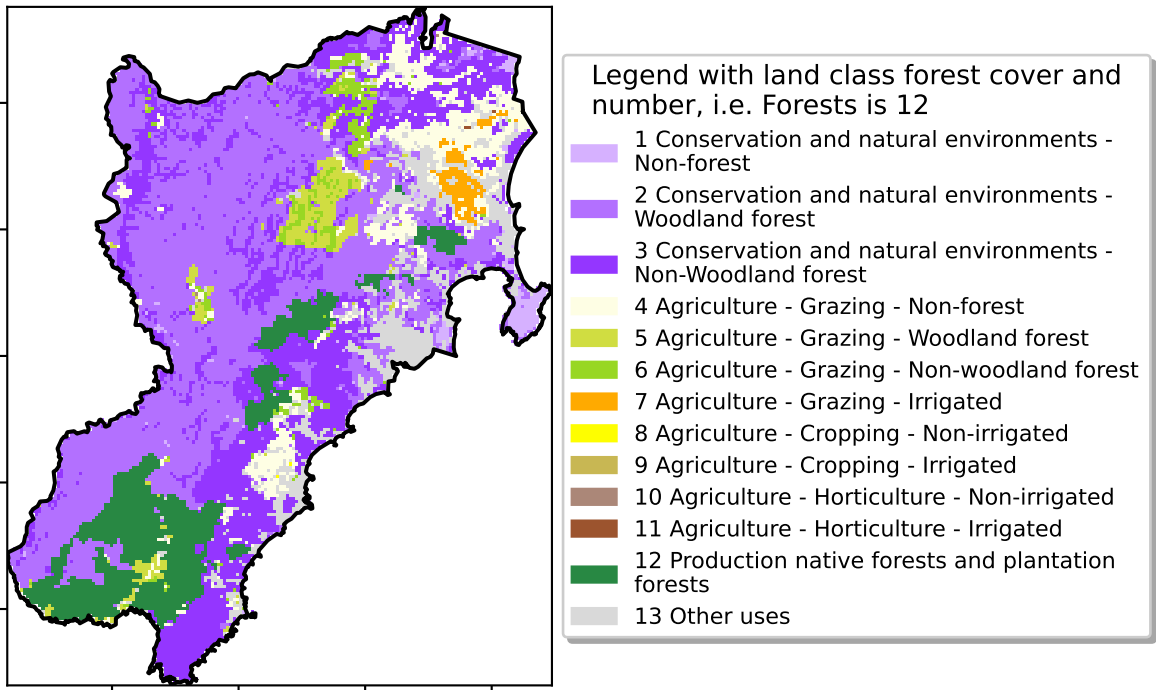 Legend with land class forest cover and
number, i.e. Forests is 12
1 Conservation and natural environments -
Non-forest
2 Conservation and natural environments -
Woodland forest
3 Conservation and natural environments -
Non-Woodland forest
4 Agriculture - Grazing - Non-forest
5 Agriculture - Grazing - Woodland forest
6 Agriculture - Grazing - Non-woodland forest
7 Agriculture - Grazing - Irrigated
8 Agriculture - Cropping - Non-irrigated
9 Agriculture - Cropping - Irrigated
10 Agriculture - Horticulture - Non-irrigated
11 Agriculture - Horticulture - Irrigated
12 Production native forests and plantation
forests
13 Other uses